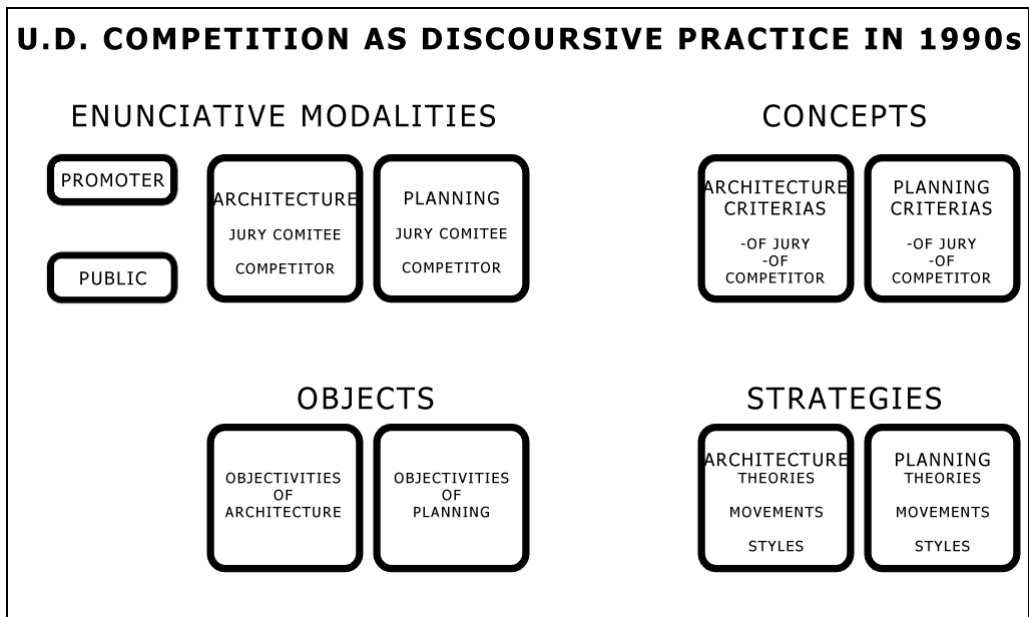 U.D. COMPETITION AS DISCOURSIVE PRACTICE IN 1990s
ENUNCIATIVE MODALITIES
PROMOTER
PUBLIC
ARCHITECTURE
JURY COMITEE
COMPETITOR
PLANNING
JURY COMITEE
COMPETITOR
CONCEPTS
ARCHITECTURE
CRITERIAS
-OF JURY
-OF
COMPETITOR
PLANNING
CRITERIAS
-OF JURY
-OF
COMPETITOR
OBJECTS
OBJECTIVITIES
OF
ARCHITECTURE
OBJECTIVITIES
OF
PLANNING
STRATEGIES
ARCHITECTURE
THEORIES
MOVEMENTS
STYLES
PLANNING
THEORIES
MOVEMENTS
STYLES